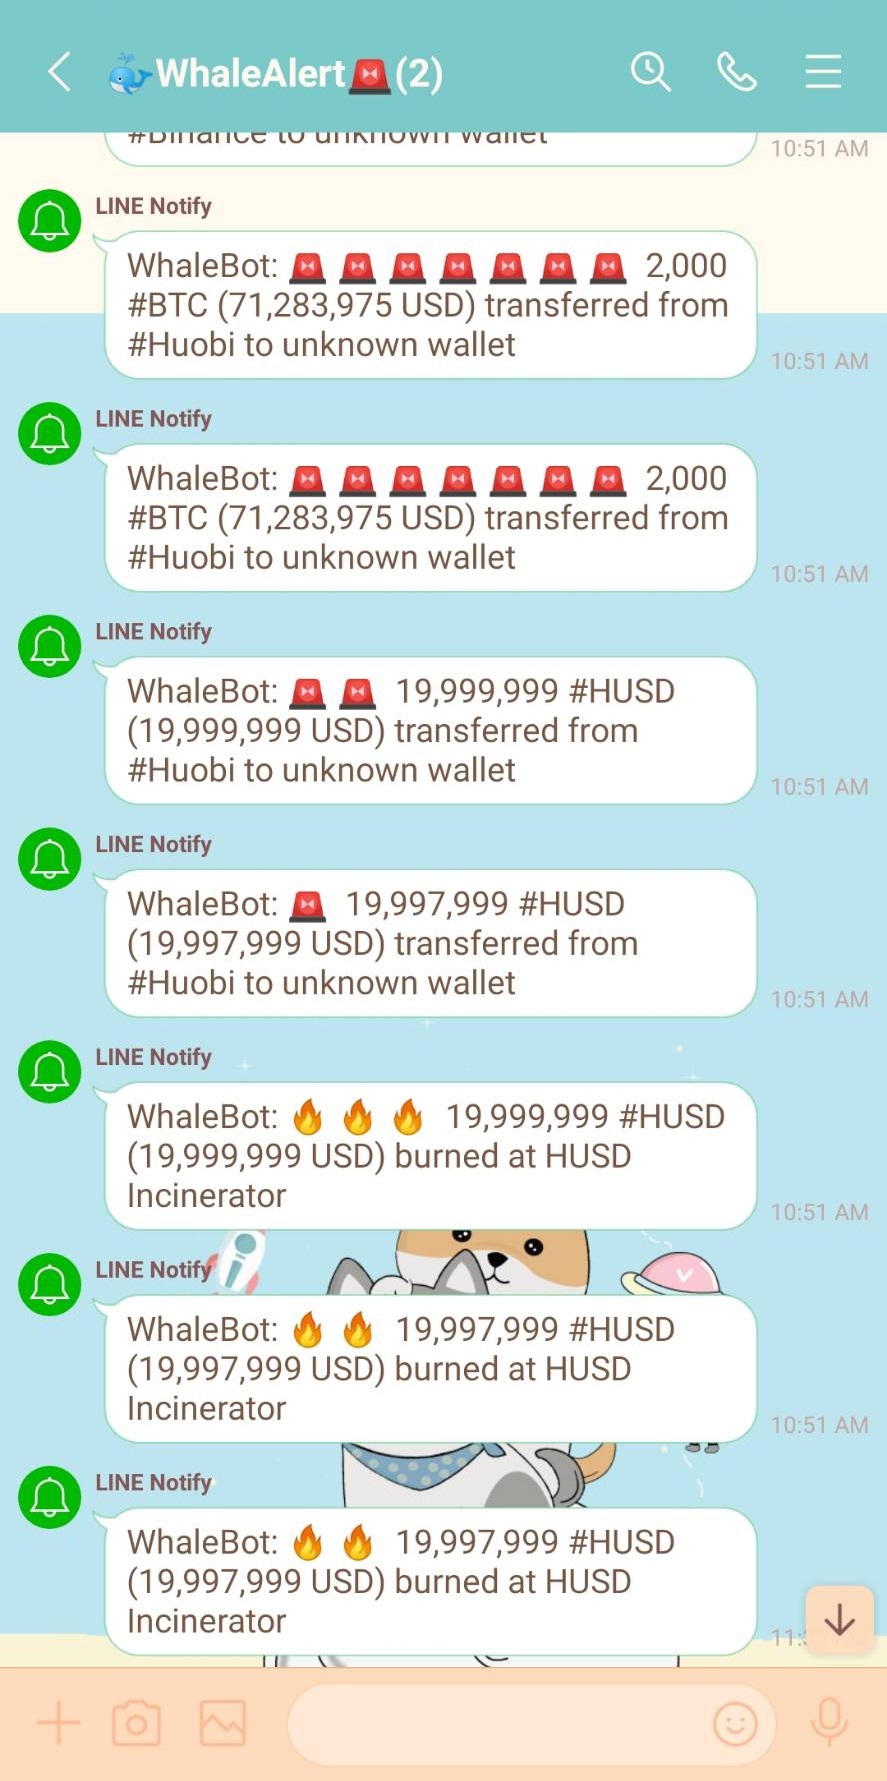 🐳WhaleAlert🚨(2)
#Binance to unknown wallet
10:51 AM
LINE Notify
WhaleBot: 🚨 🚨 🚨 🚨 🚨 🚨 🚨 2,000
#BTC (71,283,975 USD) transferred from
#Huobi to unknown wallet
10:51 AM
LINE Notify
WhaleBot: 🚨 🚨 🚨 🚨 🚨 🚨 🚨 2,000
#BTC (71,283,975 USD) transferred from
#Huobi to unknown wallet
10:51 AM
LINE Notify
WhaleBot: 🚨 🚨 19,999,999 #HUSD
(19,999,999 USD) transferred from
#Huobi to unknown wallet
10:51 AM
LINE Notify
WhaleBot: 🚨 19,997,999 #HUSD
(19,997,999 USD) transferred from
#Huobi to unknown wallet
10:51 AM
LINE Notify
WhaleBot: 🔥 🔥 🔥 19,999,999 #HUSD
(19,999,999 USD) burned at HUSD
Incinerator
10:51 AM
LINE Notify
WhaleBot: 🔥 🔥 19,997,999 #HUSD
(19,997,999 USD) burned at HUSD
Incinerator
10:51 AM
LINE Notify
WhaleBot: 🔥 🔥 19,997,999 #HUSD
(19,997,999 USD) burned at HUSD
Incinerator